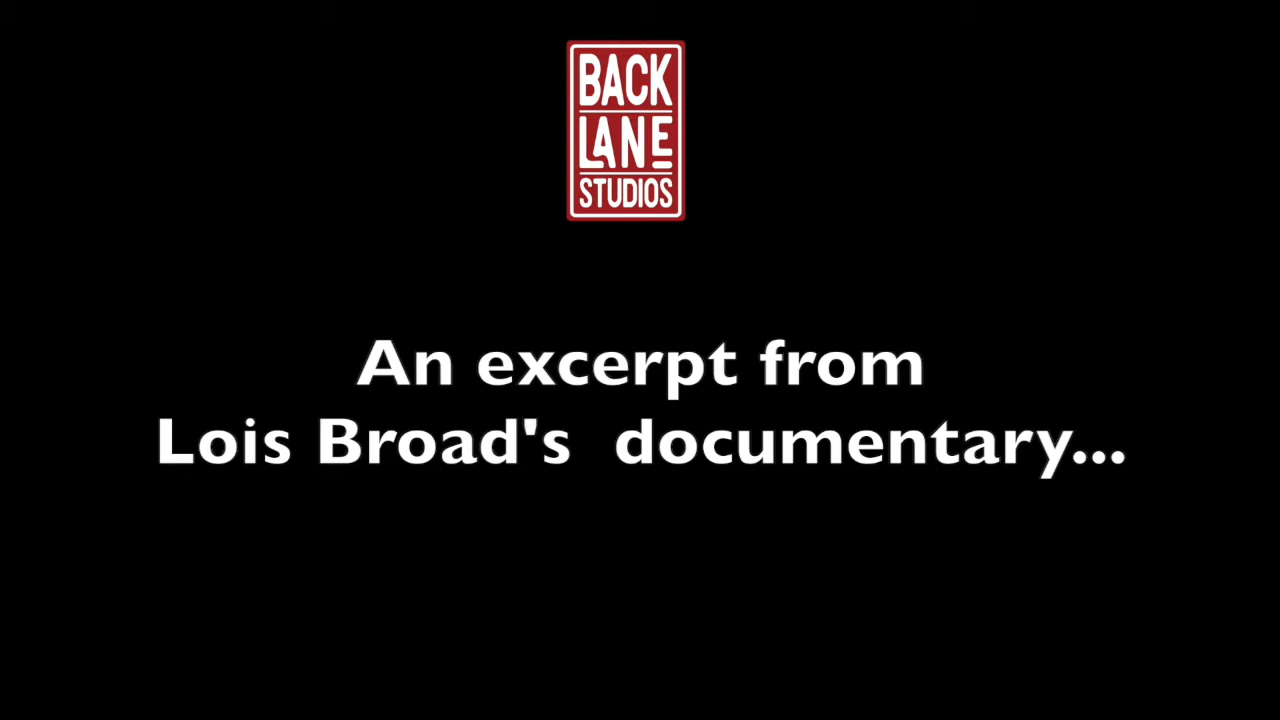 BACK
LANE
STUDIOS
An excerpt from
Lois Broad's  documentary...